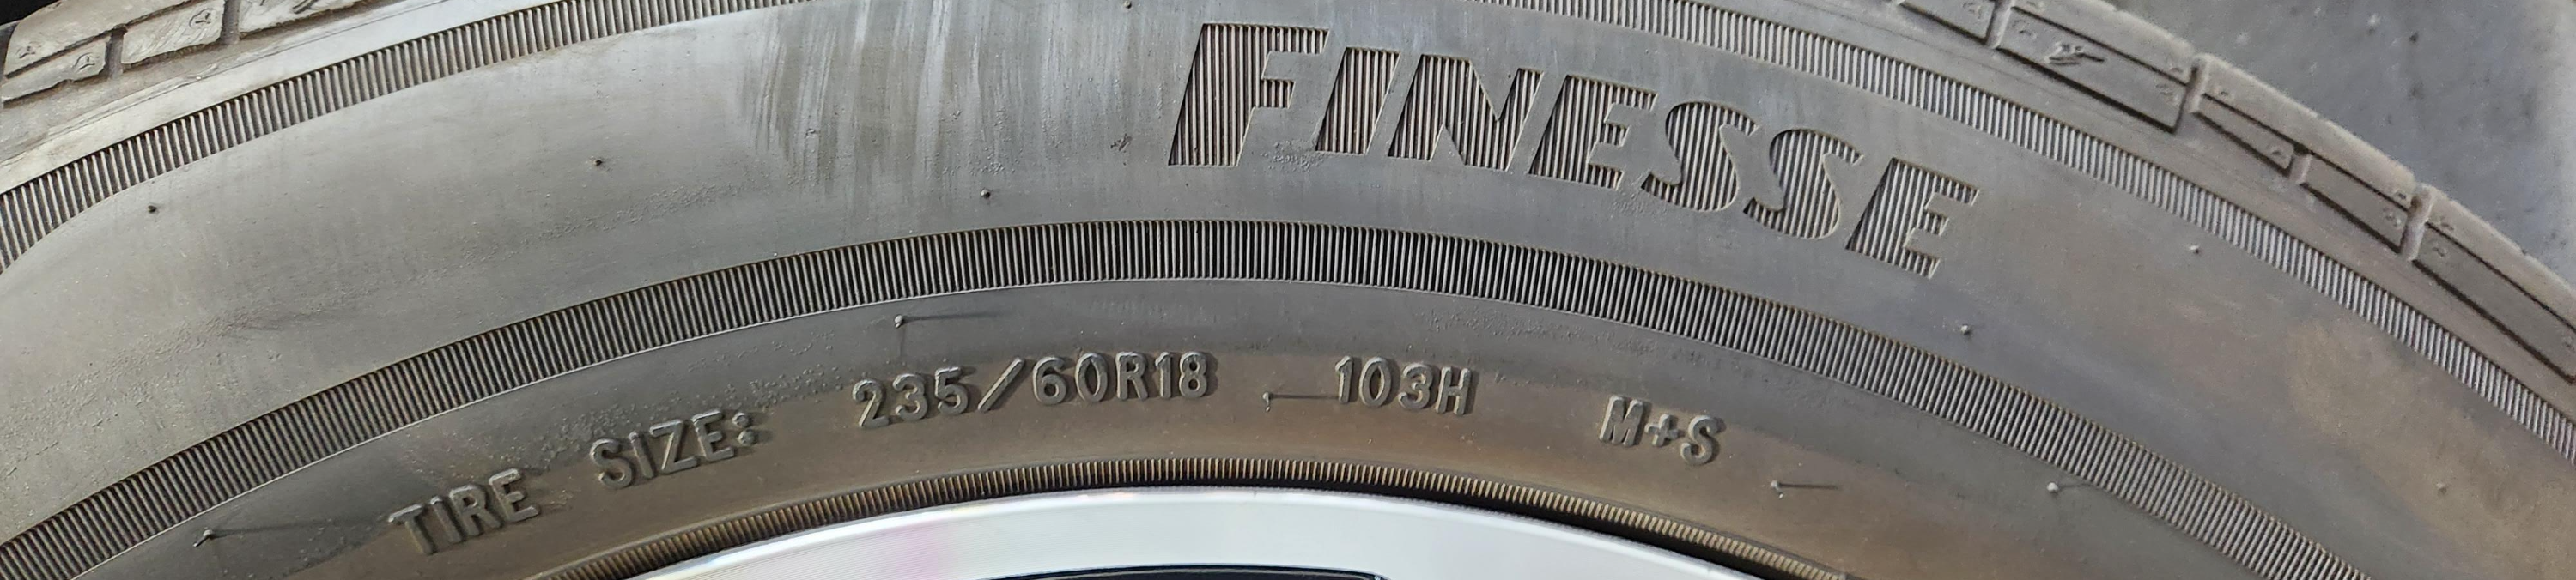 FINESSE
TIRE SIZE: 235/60R18 103H M+S